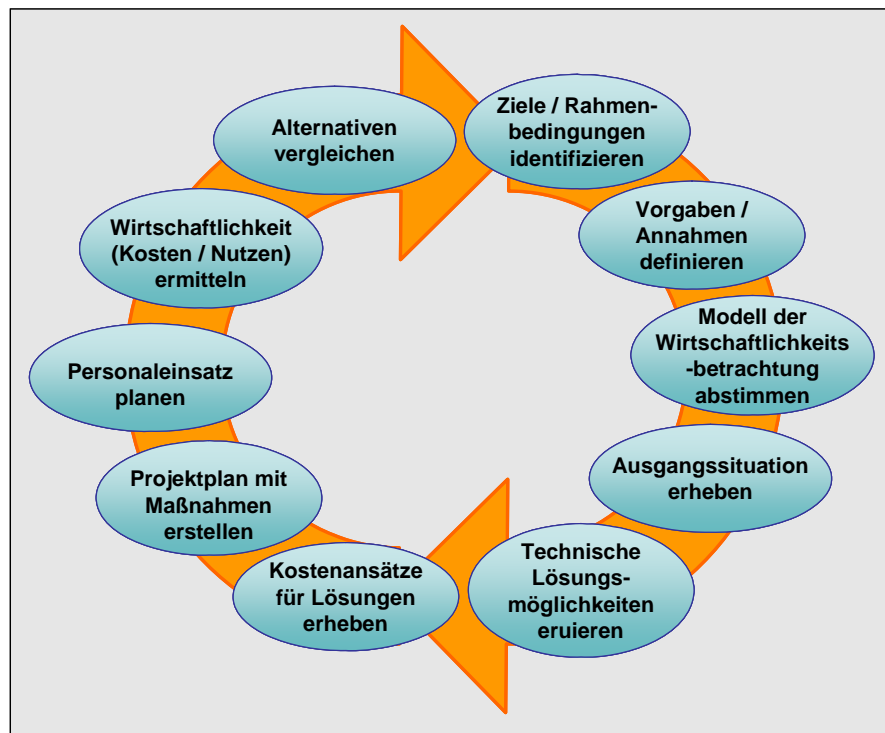 Ziele / Rahmen-
bedingungen
identifizieren
Vorgaben /
Annahmen
definieren
Modell der
Wirtschaftlichkeits
-betrachtung
abstimmen
Ausgangssituation
erheben
Technische
Lösungs-
möglichkeiten
eruieren
Kostenansätze
für Lösungen
erheben
Projektplan mit
Maßnahmen
erstellen
Personaleinsatz
planen
Wirtschaftlichkeit
(Kosten / Nutzen)
ermitteln
Alternativen
vergleichen